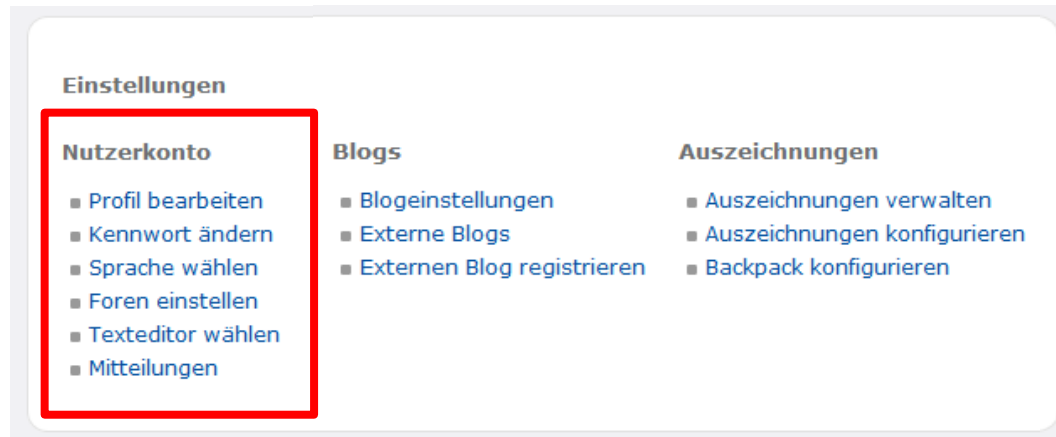 Einstellungen
Nutzerkonto
Profil bearbeiten
Kennwort ändern
Sprache wählen
Foren einstellen
Texteditor wählen
Mitteilungen
Blogs
Blogeinstellungen
Externe Blogs
Externen Blog registrieren
Auszeichnungen
Auszeichnungen verwalten
Auszeichnungen konfigurieren
Backpack konfigurieren